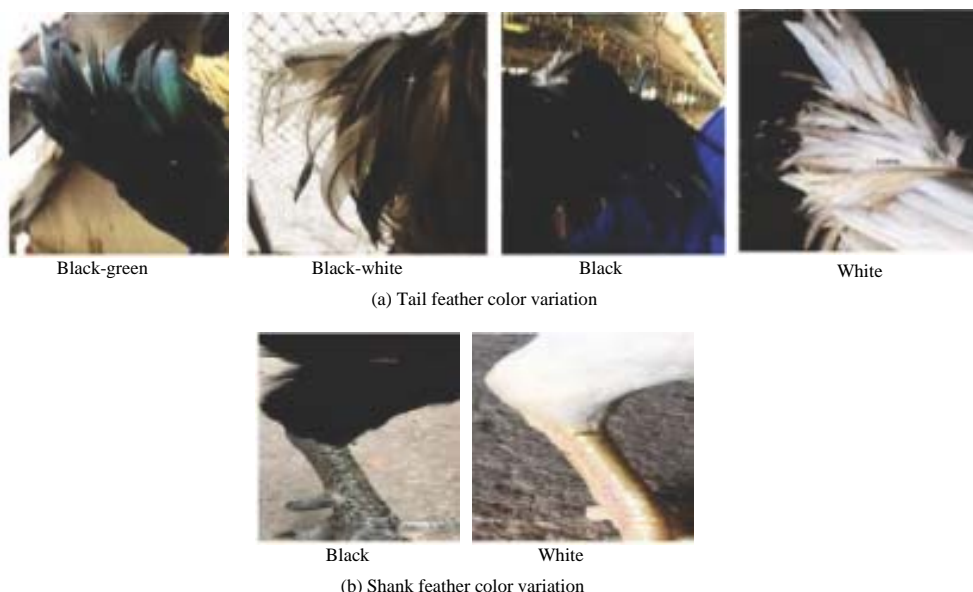 Black-green
Black-white
Black
White
(a) Tail feather color variation
Black
White
(b) Shank feather color variation